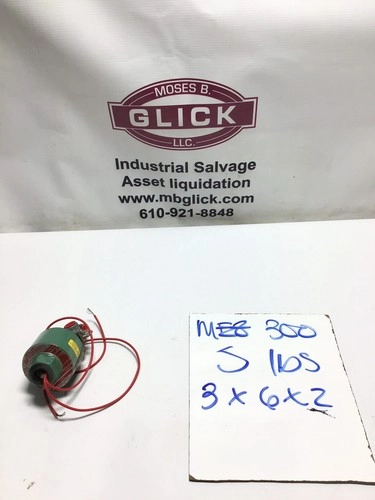 MOSES B.
GLICK
LLC.
Industrial Salvage
Asset liquidation
www.mbglick.com
610-921-8848
300
5 lbs
3 x 6 x 2